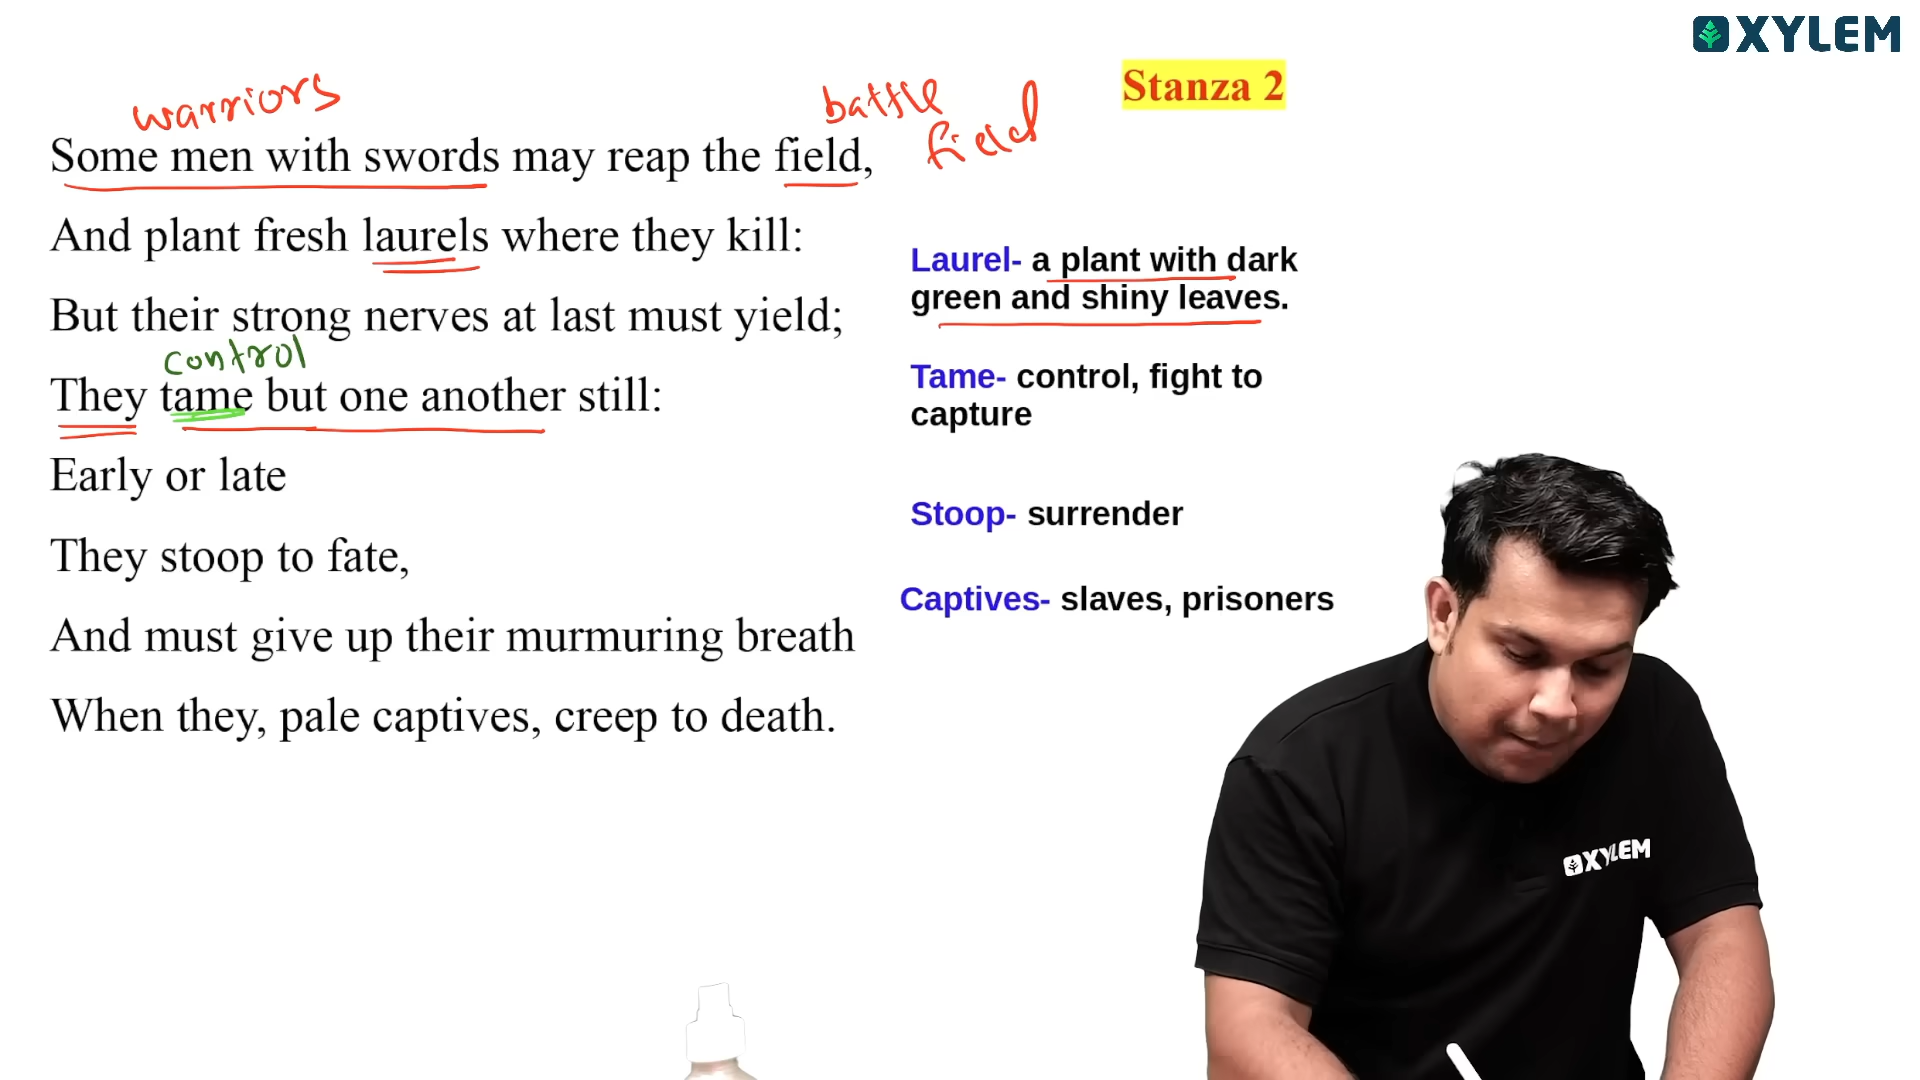 XYLEM
Stanza 2
warriors
battle
field
Some men with swords may reap the field,
And plant fresh laurels where they kill:
But their strong nerves at last must yield;
control
They tame but one another still:
Early or late
They stoop to fate,
And must give up their murmuring breath
When they, pale captives, creep to death.
Laurel- a plant with dark
green and shiny leaves.
Tame- control, fight to
capture
Stoop- surrender
Captives- slaves, prisoners
XYLEM